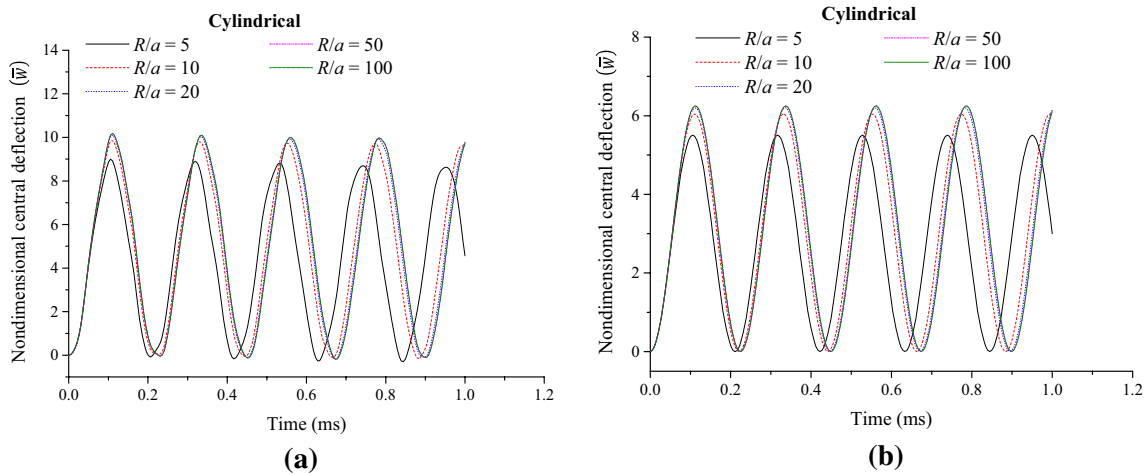 Cylindrical
R/a = 5
R/a = 50
R/a = 10
R/a = 100
R/a = 20
Nondimensional central deflection (w̅)
14
12
10
8
6
4
2
0
0.0 0.2 0.4 0.6 0.8 1.0 1.2
Time (ms)
(a)
Cylindrical
R/a = 5
R/a = 50
R/a = 10
R/a = 100
R/a = 20
Nondimensional central deflection (w̅)
8
6
4
2
0
0.0 0.2 0.4 0.6 0.8 1.0 1.2
Time (ms)
(b)